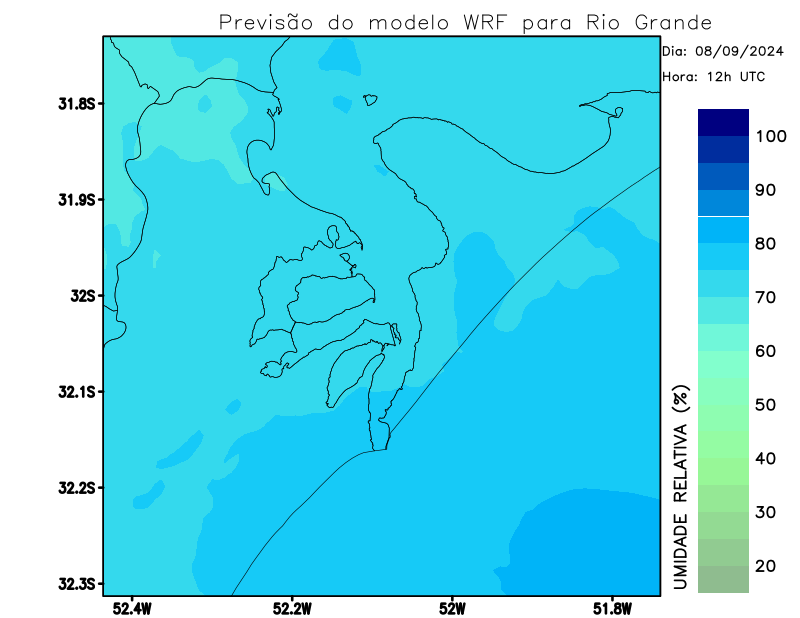 Previsão do modelo WRF para Rio Grande
Dia: 08/09/2024
Hora: 12h UTC
31.8S
31.9S
32S
32.1S
32.2S
32.3S
52.4W
52.2W
52W
51.8W
100
90
80
70
60
50
40
30
20
UMIDADE RELATIVA (%)